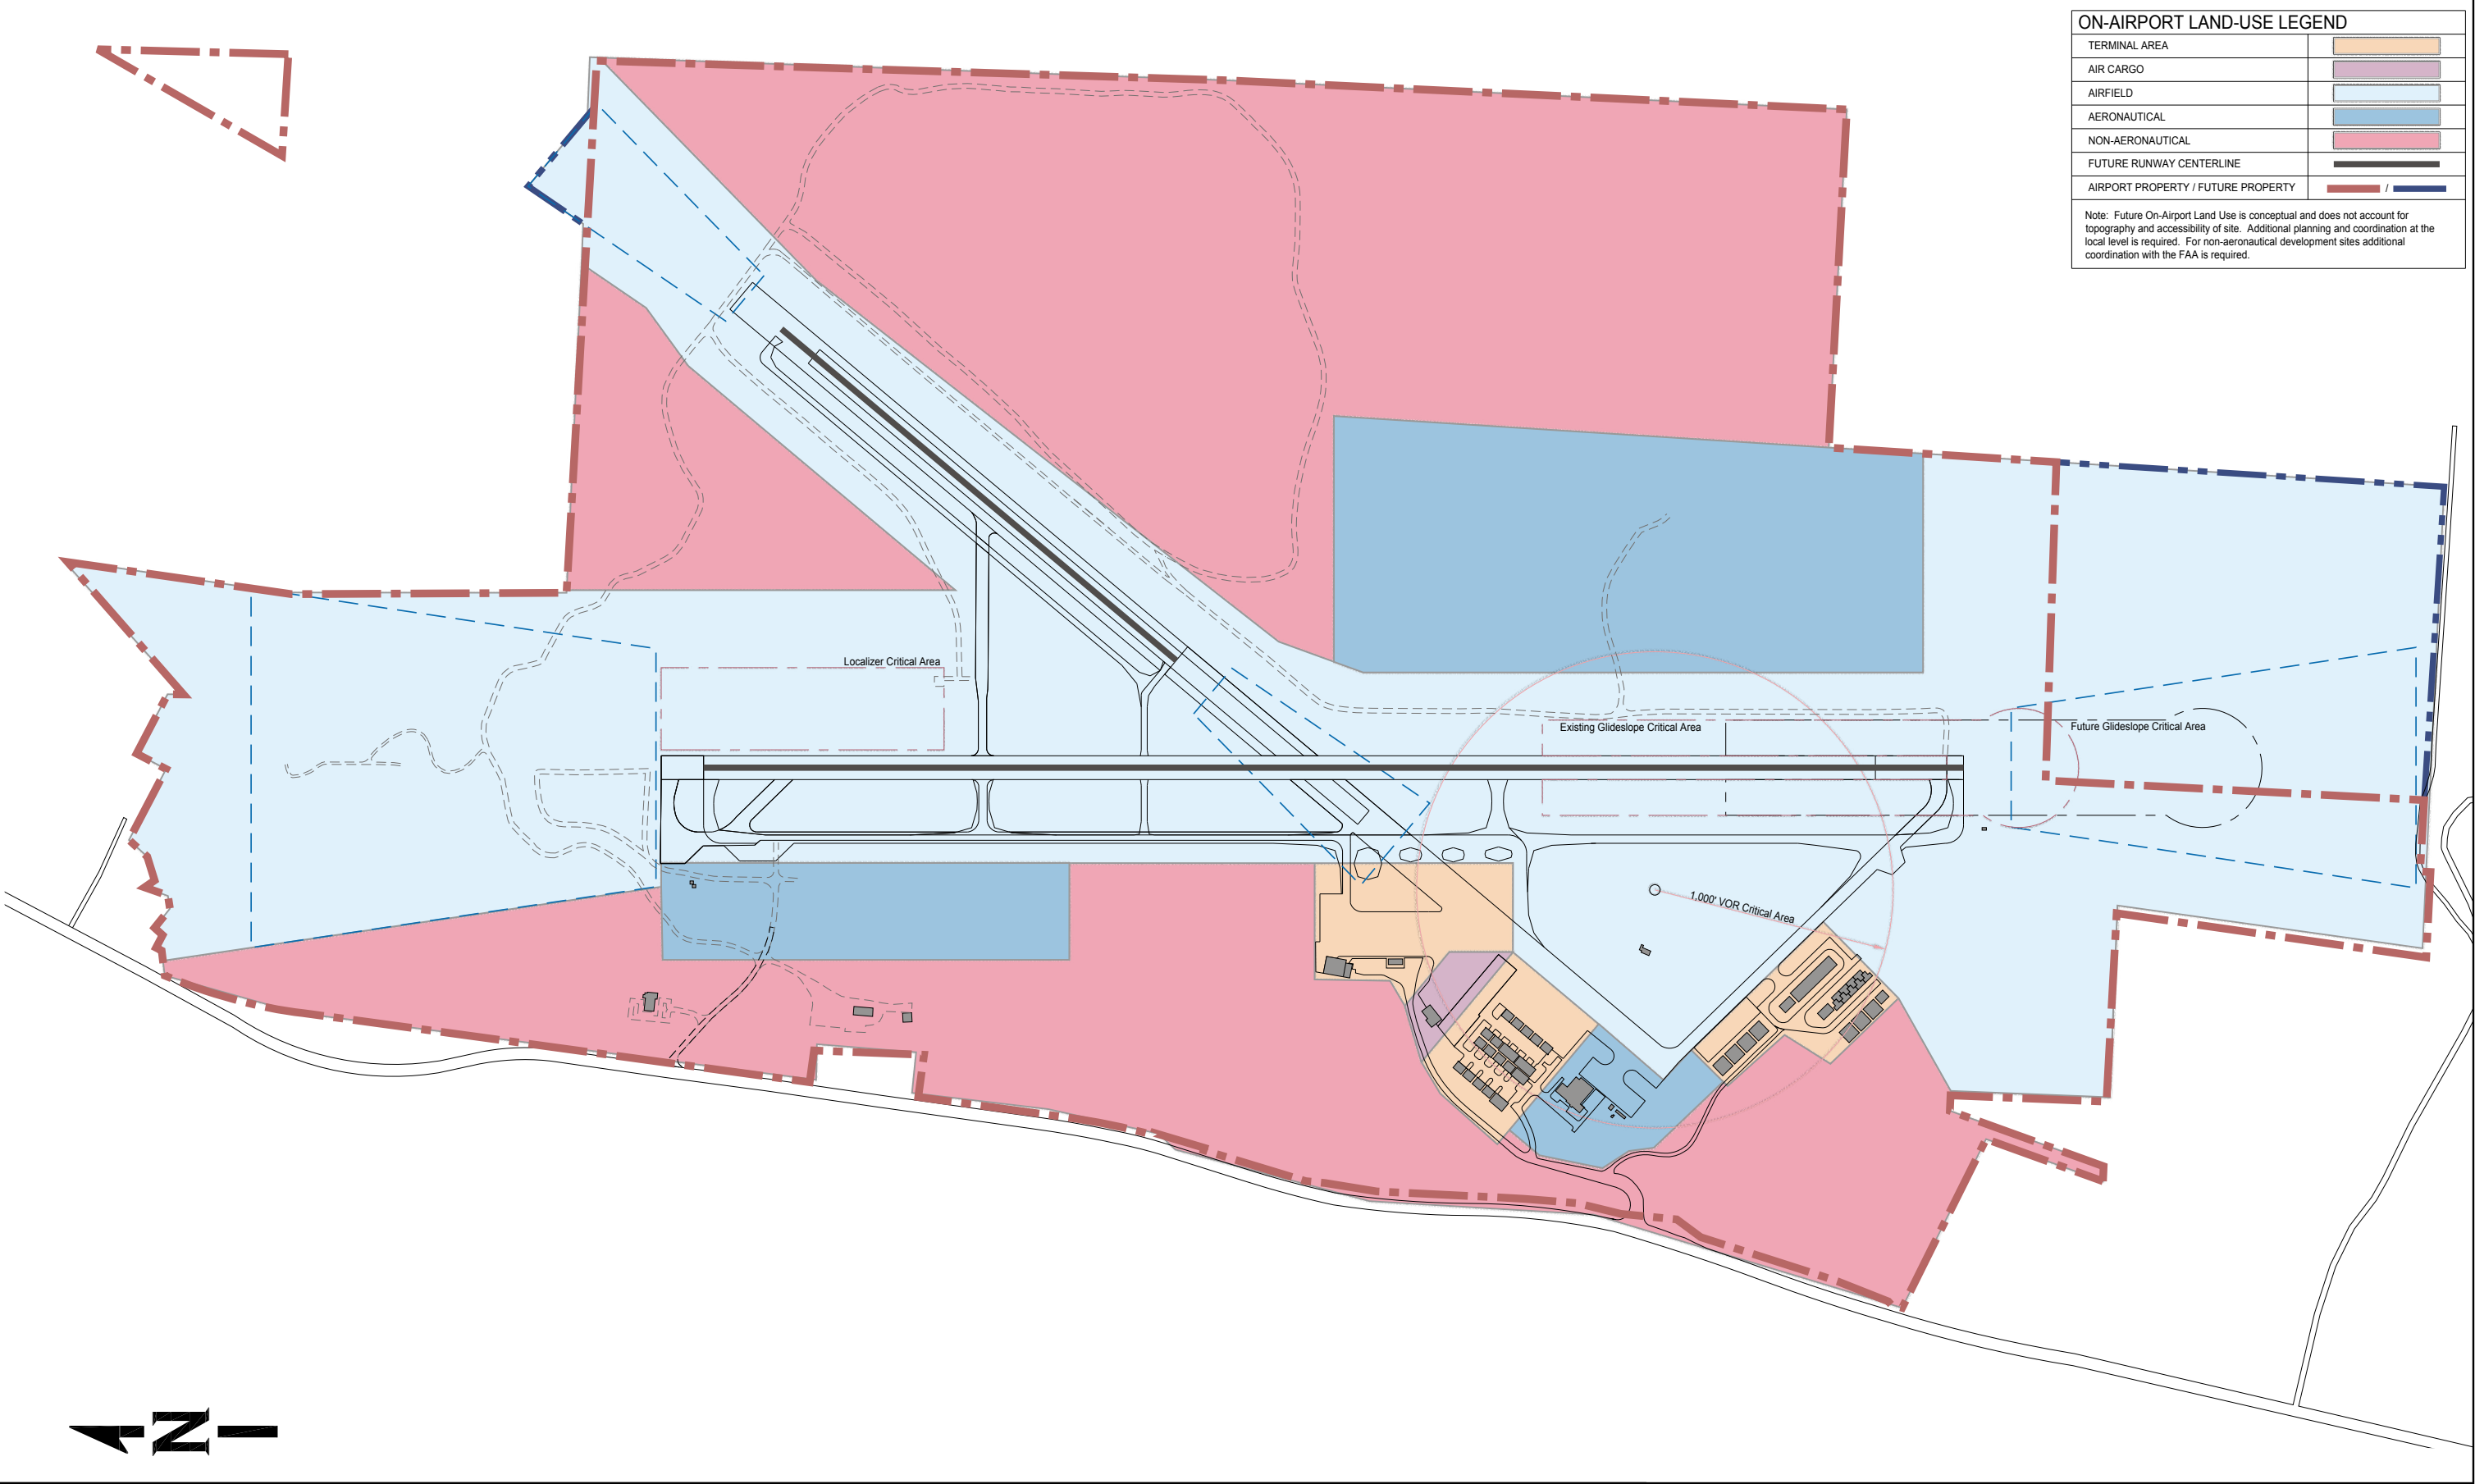 ON-AIRPORT LAND-USE LEGEND
TERMINAL AREA
AIR CARGO
AIRFIELD
AERONAUTICAL
NON-AERONAUTICAL
FUTURE RUNWAY CENTERLINE
AIRPORT PROPERTY / FUTURE PROPERTY
/
Note: Future On-Airport Land Use is conceptual and does not account for
topography and accessibility of site. Additional planning and coordination at the
local level is required. For non-aeronautical development sites additional
coordination with the FAA is required.
Localizer Critical Area
Existing Glideslope Critical Area
Future Glideslope Critical Area
1,000' VOR Critical Area
N